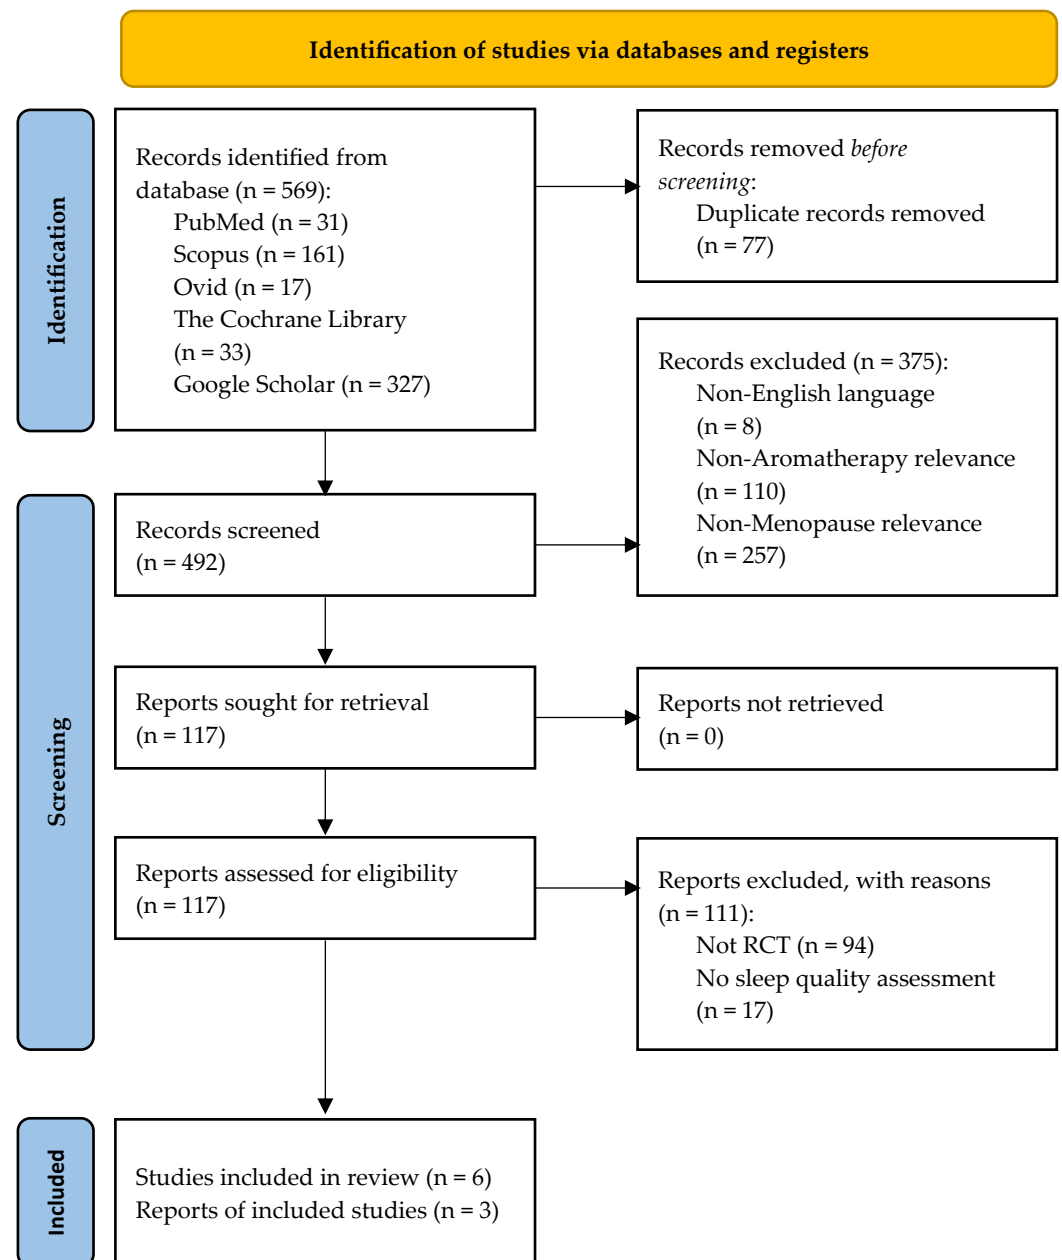 Identification of studies via databases and registers
Identification
Records identified from
database (n = 569):
PubMed (n = 31)
Scopus (n = 161)
Ovid (n = 17)
The Cochrane Library
(n = 33)
Google Scholar (n = 327)
Records removed before
screening:
Duplicate records removed
(n = 77)
Screening
Records screened
(n = 492)
Records excluded (n = 375):
Non-English language
(n = 8)
Non-Aromatherapy relevance
(n = 110)
Non-Menopause relevance
(n = 257)
Reports sought for retrieval
(n = 117)
Reports not retrieved
(n = 0)
Reports assessed for eligibility
(n = 117)
Reports excluded, with reasons
(n = 111):
Not RCT (n = 94)
No sleep quality assessment
(n = 17)
Included
Studies included in review (n = 6)
Reports of included studies (n = 3)